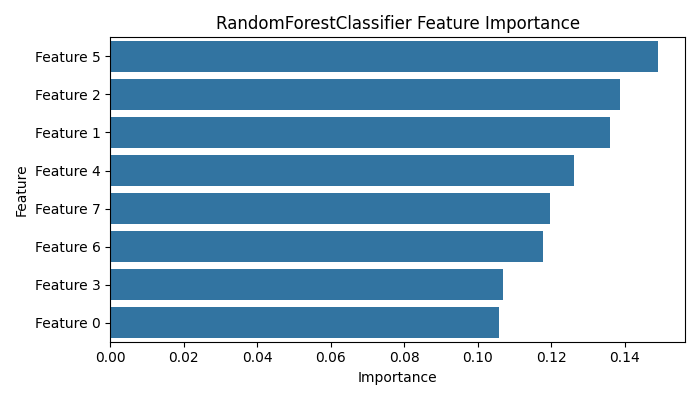 RandomForestClassifier Feature Importance
Feature
Feature 5
Feature 2
Feature 1
Feature 4
Feature 7
Feature 6
Feature 3
Feature 0
0.00 0.02 0.04 0.06 0.08 0.10 0.12 0.14
Importance